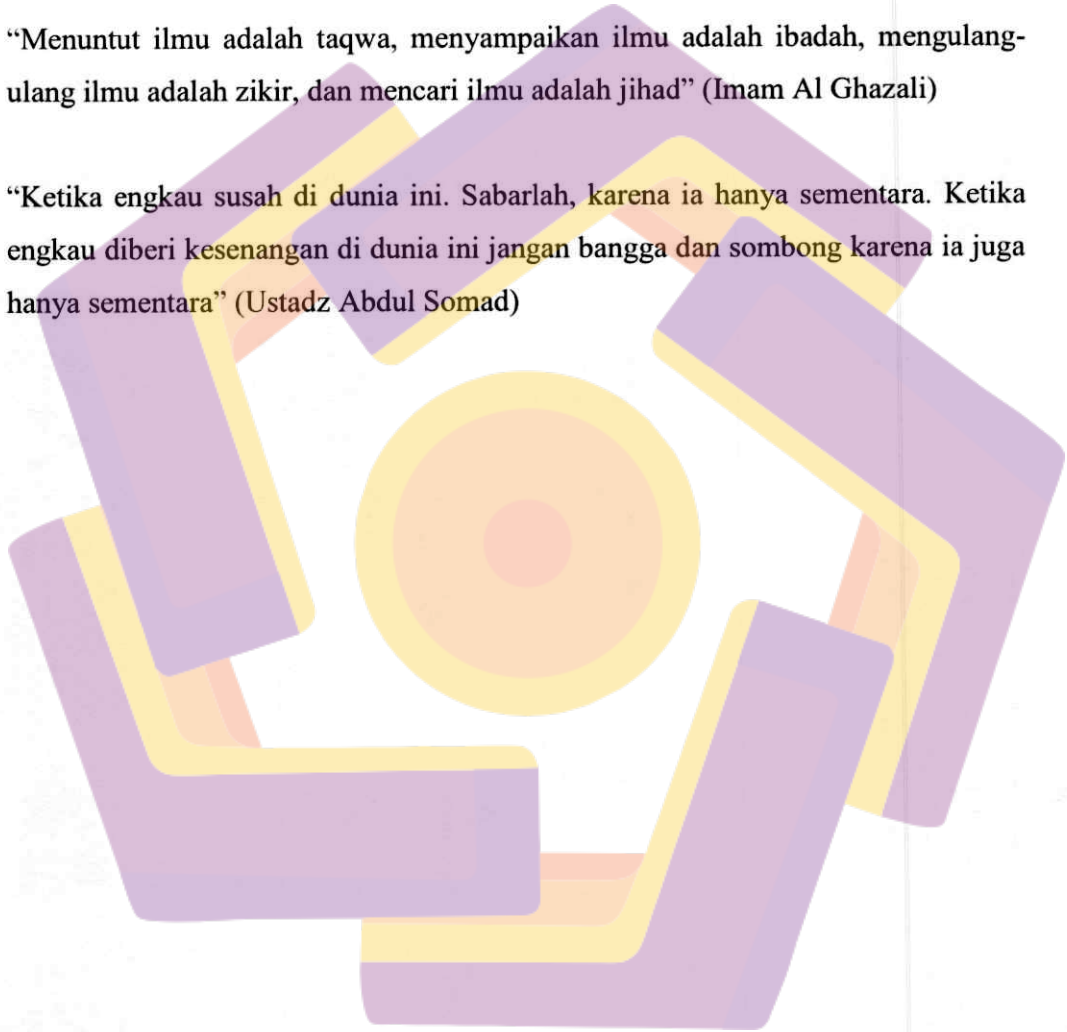 “Menuntut ilmu adalah taqwa, menyampaikan ilmu adalah ibadah, mengulang-
ulang ilmu adalah zikir, dan mencari ilmu adalah jihad” (Imam Al Ghazali)
“Ketika engkau susah di dunia ini. Sabarlah, karena ia hanya sementara. Ketika
engkau diberi kesenangan di dunia ini jangan bangga dan sombong karena ia juga
hanya sementara” (Ustadz Abdul Somad)